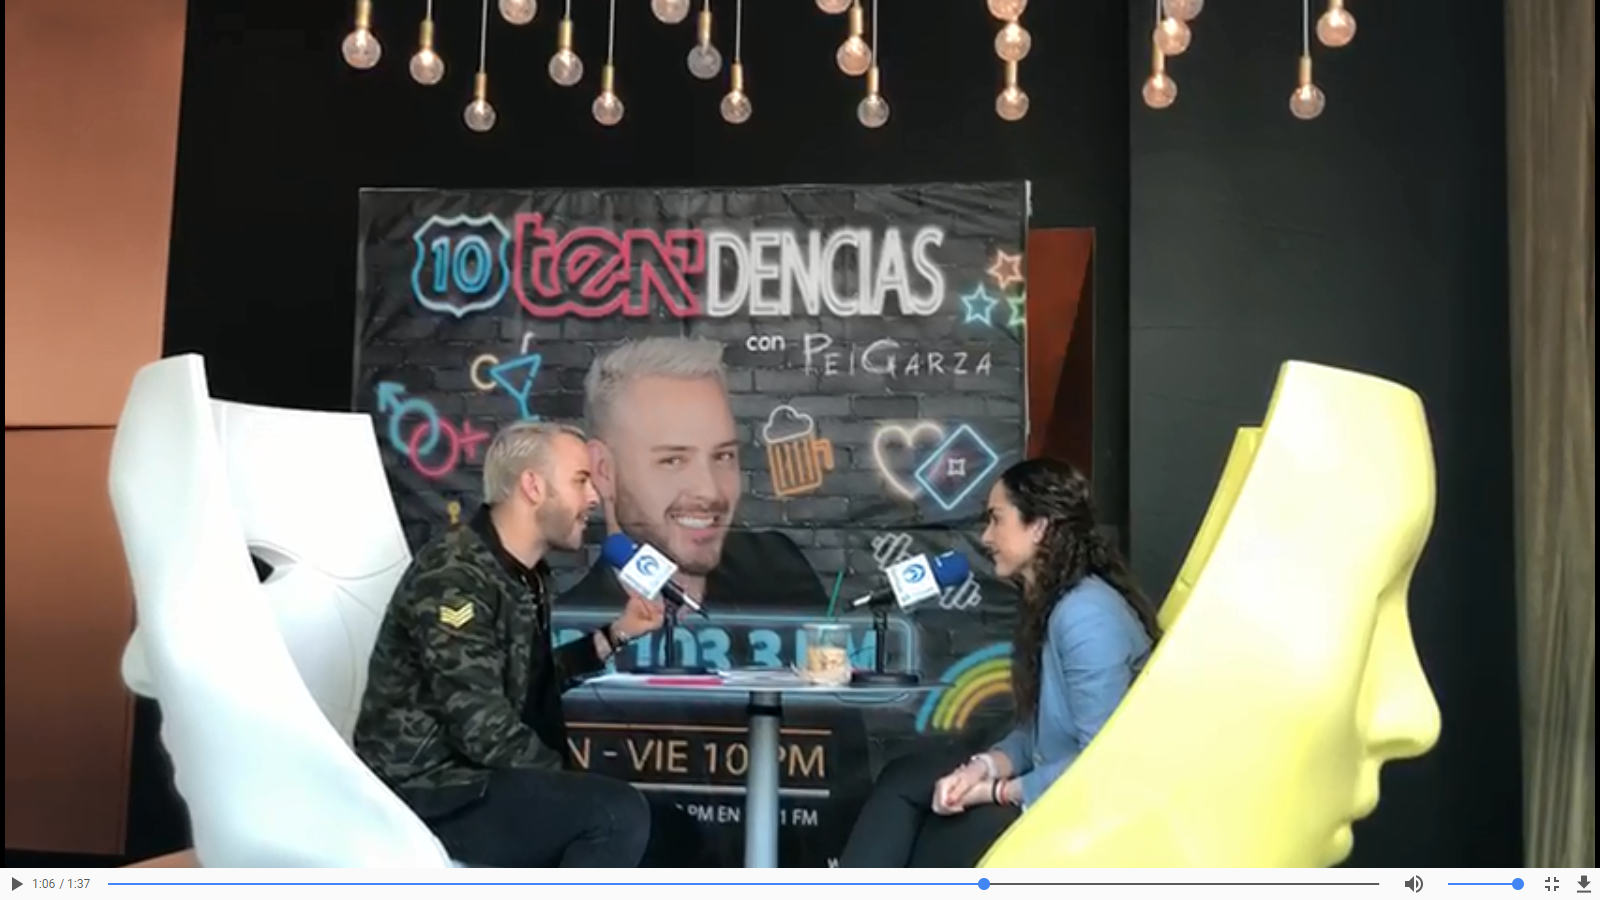 10 tenDENCIAS
con PEIGARZA
103.3 FM
N - VIE 10 PM
PM EN 1 FM
1:06 / 1:37